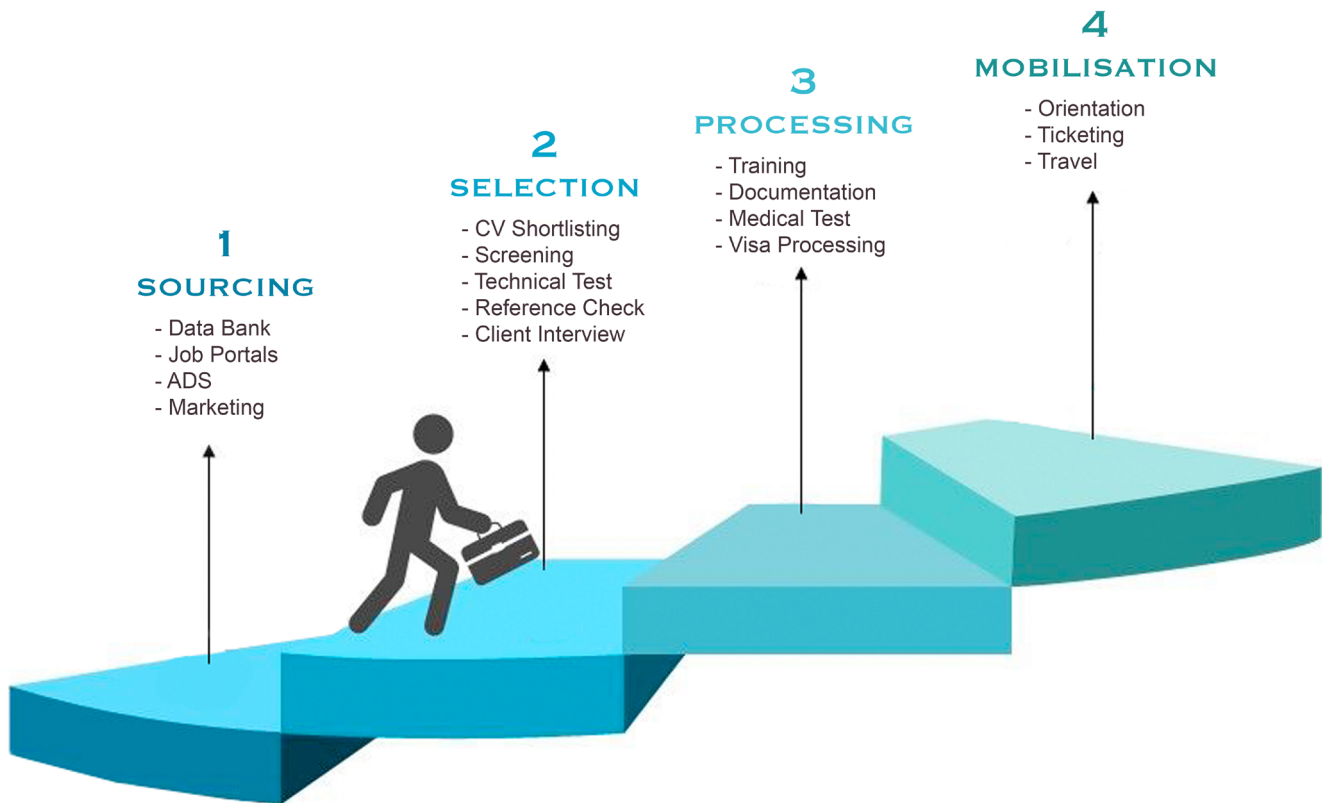 1
SOURCING
- Data Bank
- Job Portals
- ADS
- Marketing
2
SELECTION
- CV Shortlisting
- Screening
- Technical Test
- Reference Check
- Client Interview
3
PROCESSING
- Training
- Documentation
- Medical Test
- Visa Processing
4
MOBILISATION
- Orientation
- Ticketing
- Travel